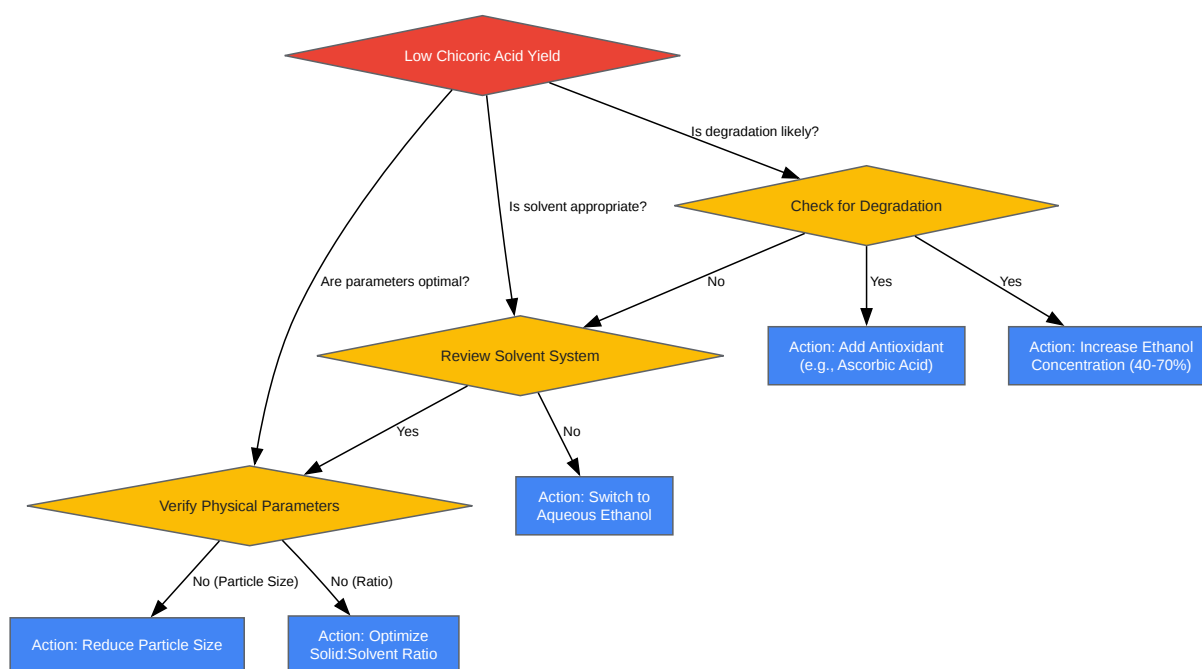 Low Chicoric Acid Yield
Is degradation likely?
Is solvent appropriate?
Check for Degradation
Are parameters optimal?
No
Yes
Yes
Review Solvent System
Action: Add Antioxidant
(e.g., Ascorbic Acid)
Action: Increase Ethanol
Concentration (40-70%)
Yes
No
Verify Physical Parameters
Action: Switch to
Aqueous Ethanol
No (Particle Size)
No (Ratio)
Action: Reduce Particle Size
Action: Optimize
Solid:Solvent Ratio